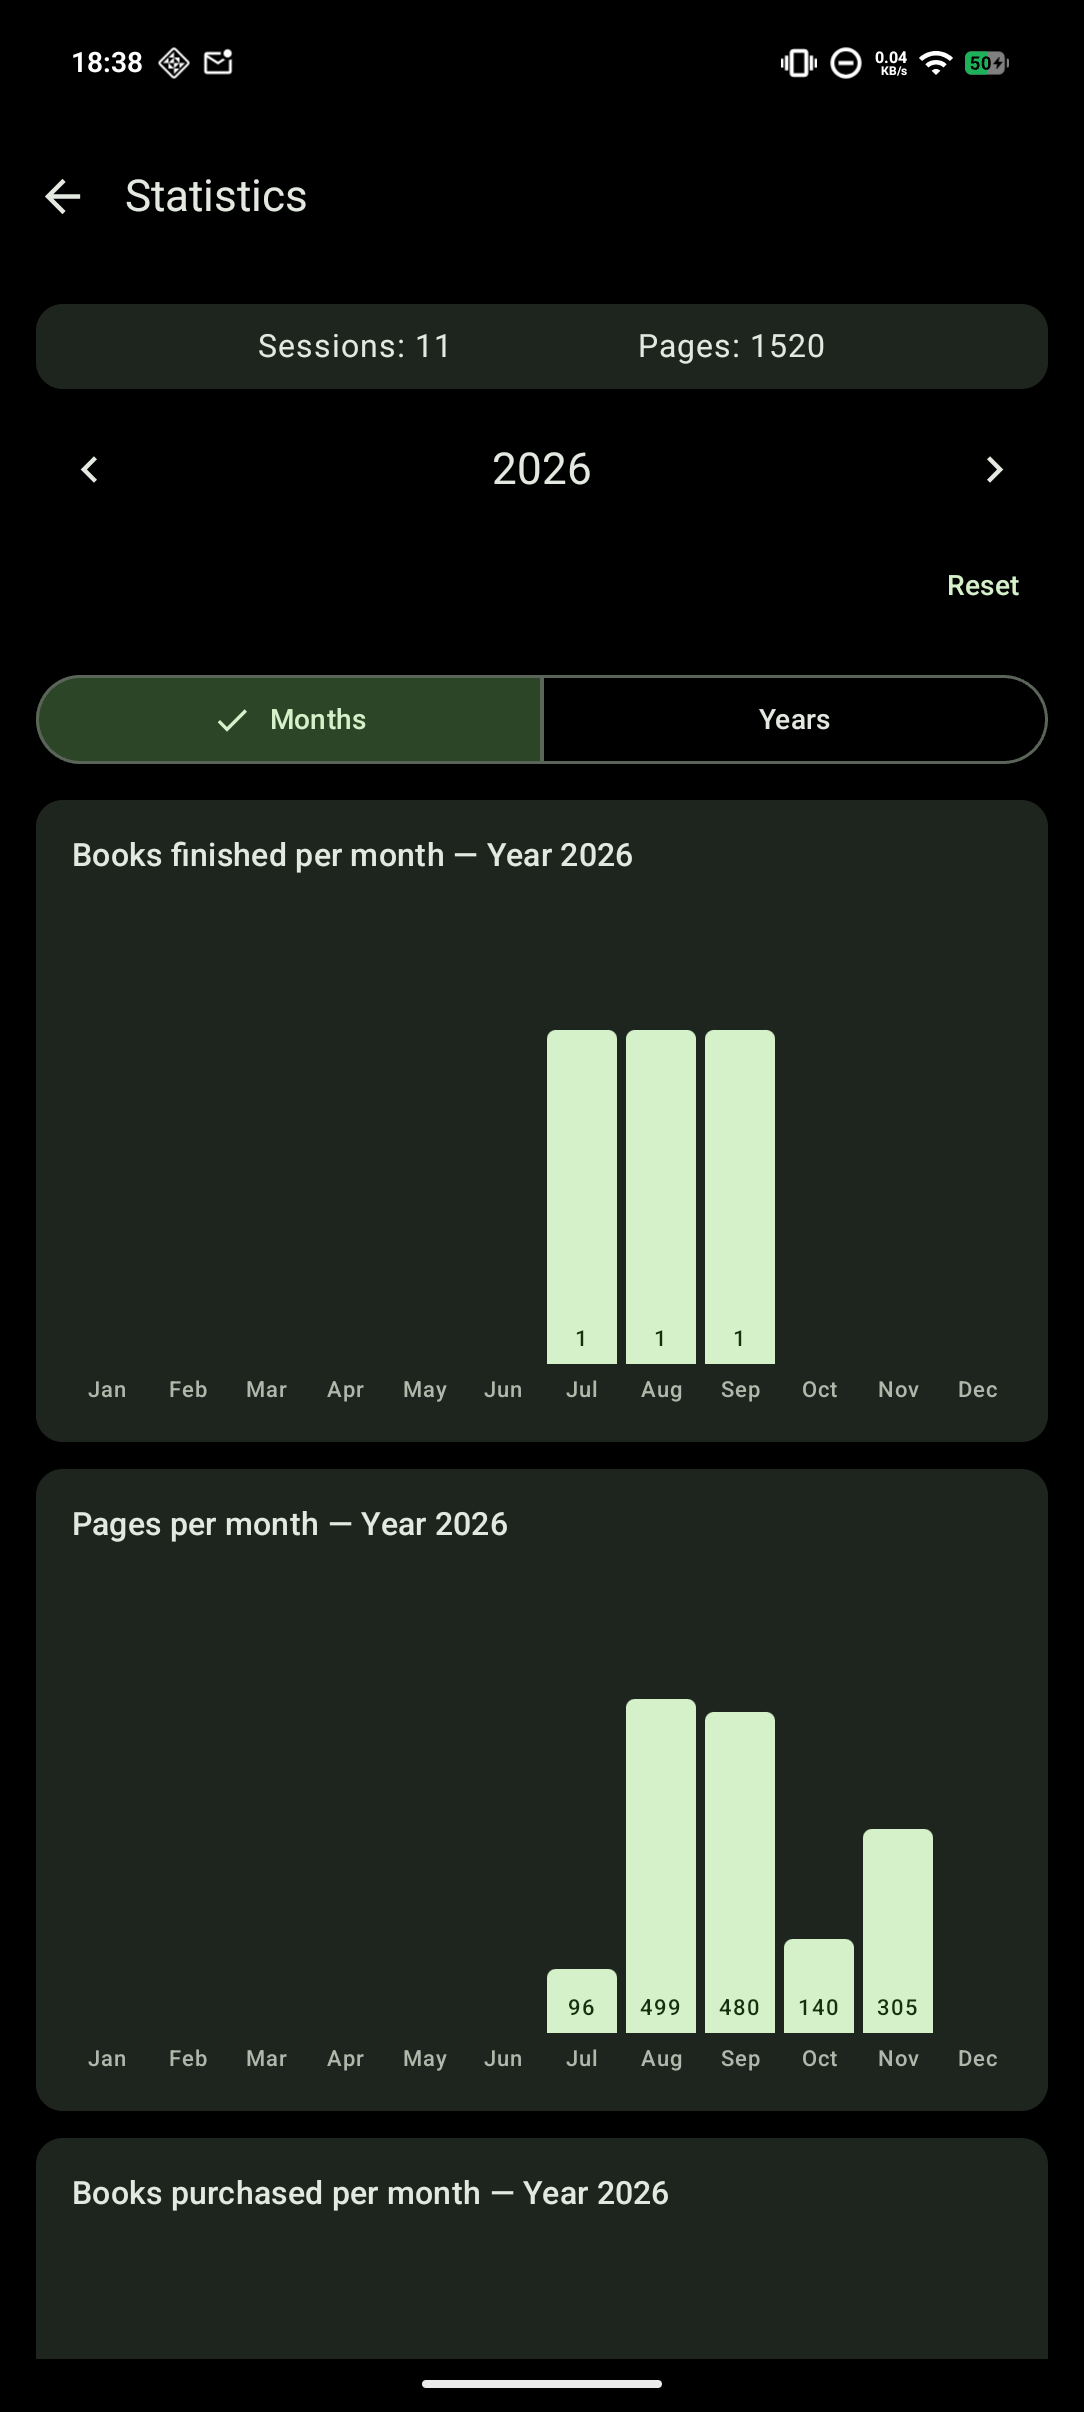 18:38
0.04
KB/s
50
Statistics
Sessions: 11 Pages: 1520
2026
Reset
Months Years
Books finished per month — Year 2026
1 1 1
Jan Feb Mar Apr May Jun Jul Aug Sep Oct Nov Dec
Pages per month — Year 2026
96 499 480 140 305
Jan Feb Mar Apr May Jun Jul Aug Sep Oct Nov Dec
Books purchased per month — Year 2026